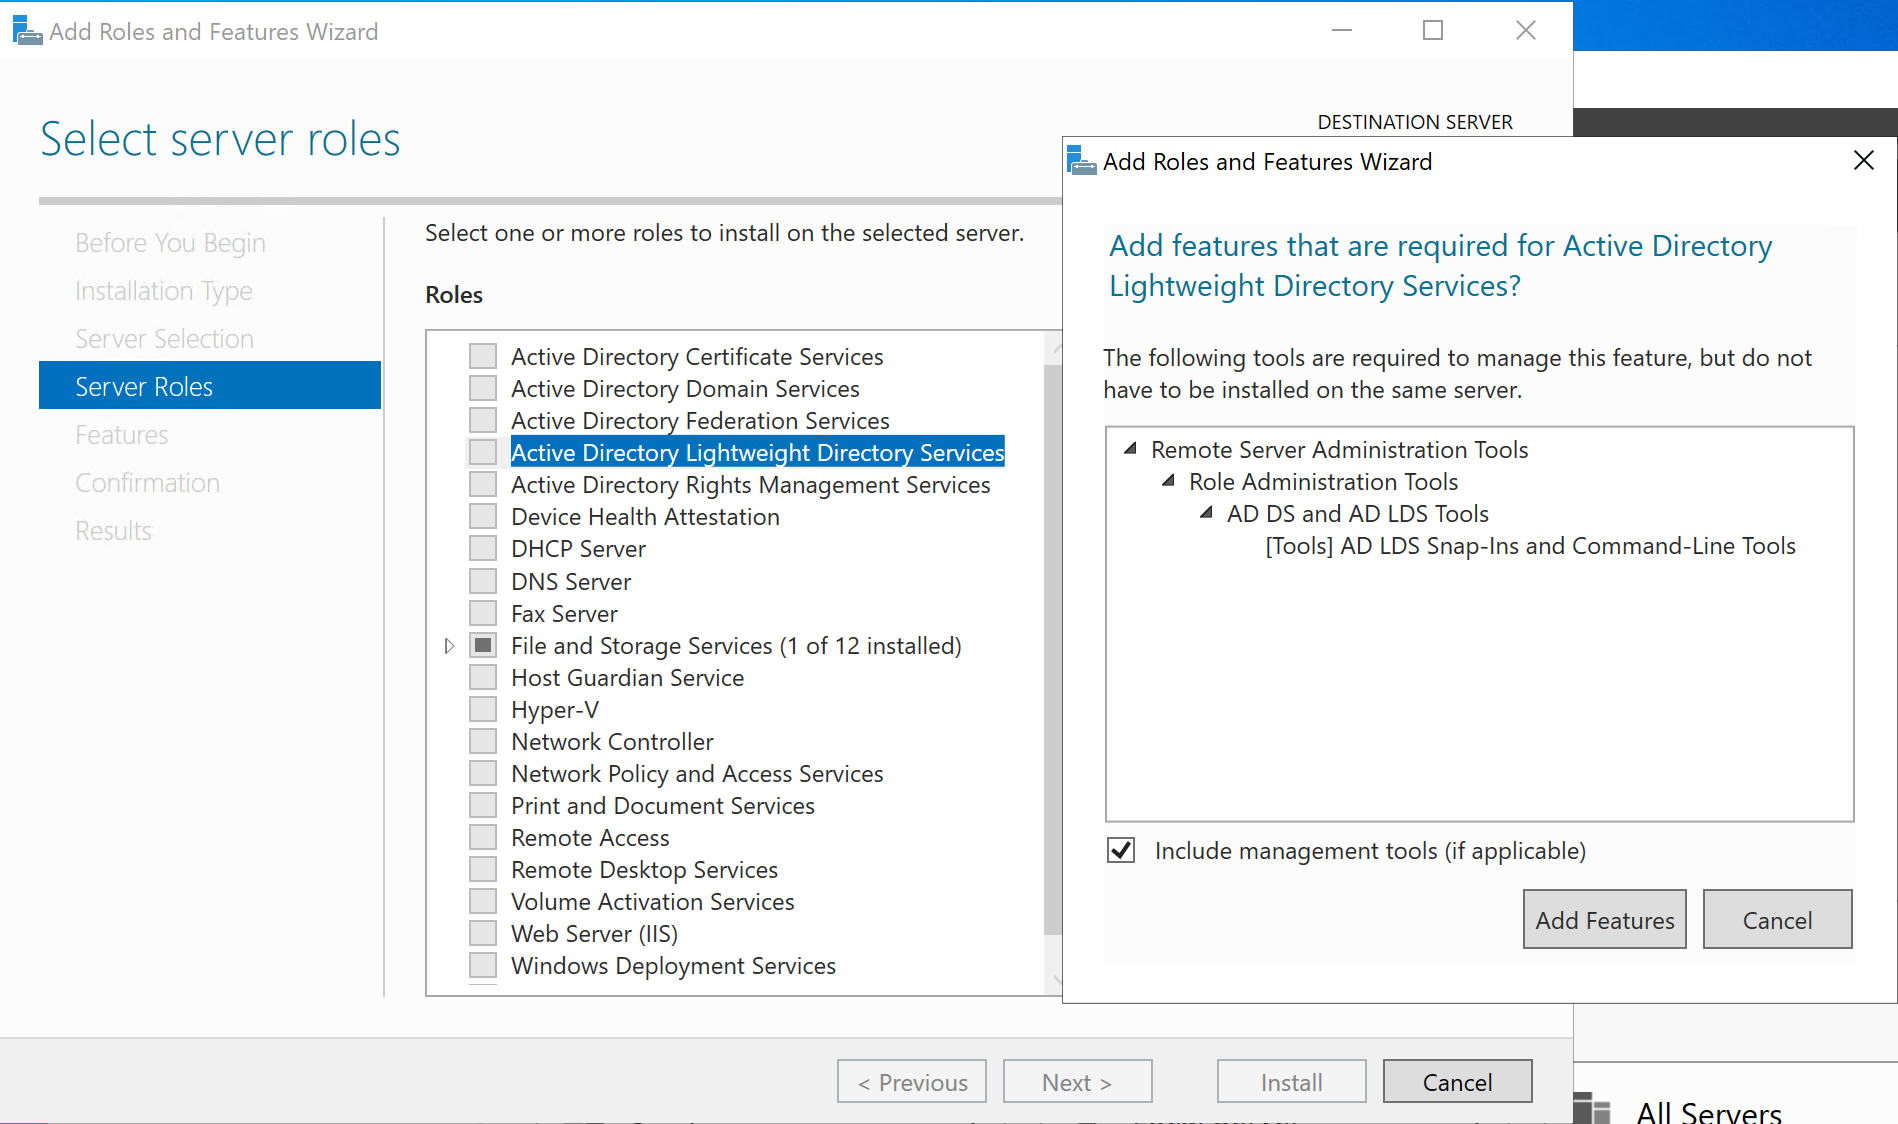 Add Roles and Features Wizard
Select server roles
DESTINATION SERVER
Before You Begin
Installation Type
Server Selection
Server Roles
Features
Confirmation
Results
Select one or more roles to install on the selected server.
Roles
Active Directory Certificate Services
Active Directory Domain Services
Active Directory Federation Services
Active Directory Lightweight Directory Services
Active Directory Rights Management Services
Device Health Attestation
DHCP Server
DNS Server
Fax Server
File and Storage Services (1 of 12 installed)
Host Guardian Service
Hyper-V
Network Controller
Network Policy and Access Services
Print and Document Services
Remote Access
Remote Desktop Services
Volume Activation Services
Web Server (IIS)
Windows Deployment Services
< Previous
Next >
Install
Cancel
Add Roles and Features Wizard
Add features that are required for Active Directory
Lightweight Directory Services?
The following tools are required to manage this feature, but do not
have to be installed on the same server.
Remote Server Administration Tools
Role Administration Tools
AD DS and AD LDS Tools
[Tools] AD LDS Snap-Ins and Command-Line Tools
Include management tools (if applicable)
Add Features
Cancel
All Servers